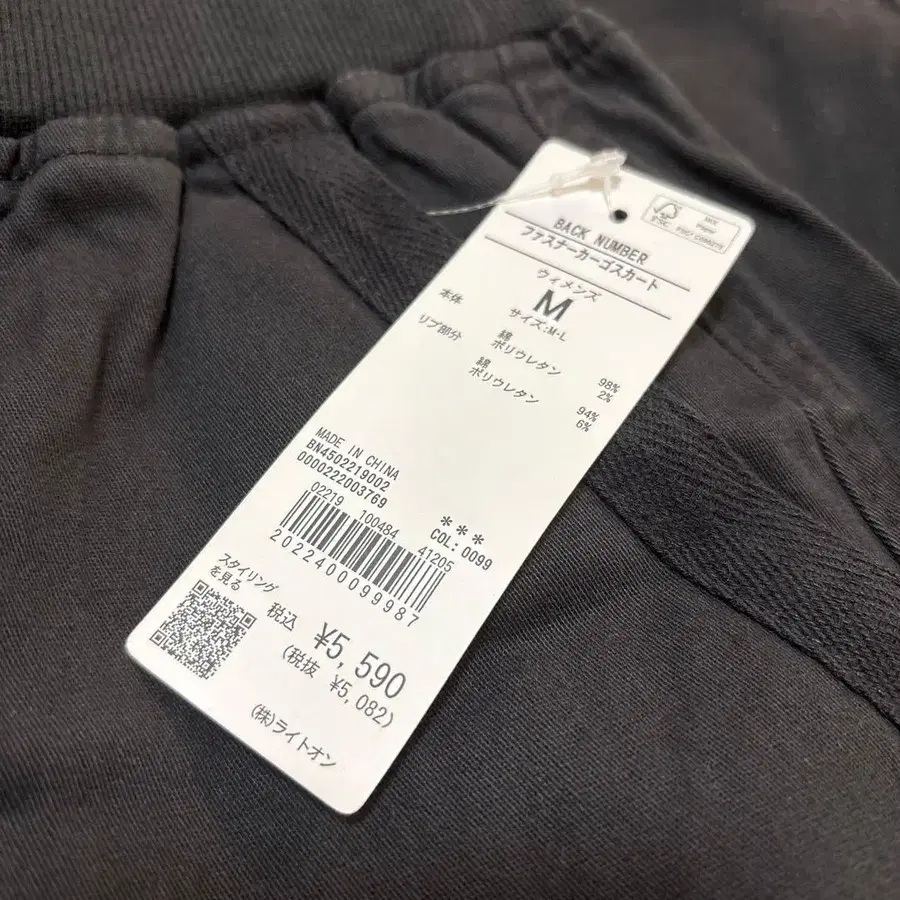 FSC
MIX
Paper
BACK NUMBER
ファスナーカーゴスカート
ウィメンズ
M
サイズ:M-L
本体
綿 98%
ポリウレタン 2%
リブ部分
綿 94%
ポリウレタン 6%
MADE IN CHINA
BN4502219002
0000222003769
***
COL: 0099
02219 100484 41205
2022400099987
スタイリング
を見る
税込 ¥5,590
(税抜 ¥5,082)
(株)ライトオン